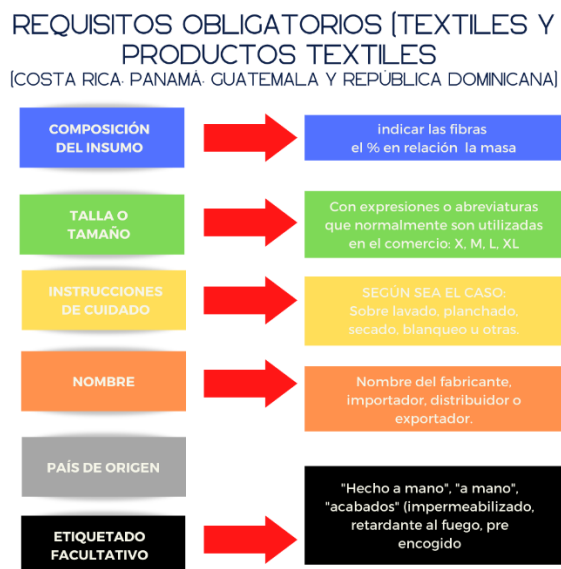 REQUISITOS OBLIGATORIOS (TEXTILES Y
PRODUCTOS TEXTILES
(COSTA RICA. PANAMÁ. GUATEMALA Y REPÚBLICA DOMINICANA)
COMPOSICIÓN
DEL INSUMO
indicar las fibras
el % en relación la masa
TALLA O
TAMAÑO
Con expresiones o abreviaturas
que normalmente son utilizadas
en el comercio: X, M, L, XL
INSTRUCCIONES
DE CUIDADO
SEGÚN SEA EL CASO:
Sobre lavado, planchado,
secado, blanqueo u otras.
NOMBRE
Nombre del fabricante,
importador, distribuidor o
exportador.
PAÍS DE ORIGEN
ETIQUETADO
FACULTATIVO
"Hecho a mano", "a mano",
"acabados" (impermeabilizado,
retardante al fuego, pre
encogido